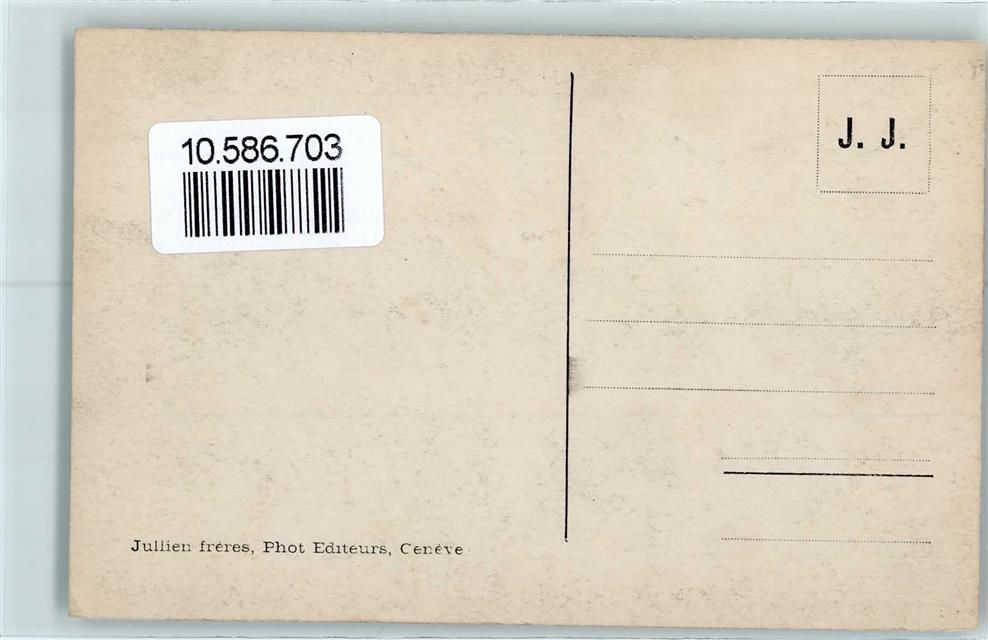 10.586.703
J. J.
Jullien frères, Phot Editeurs, Genève